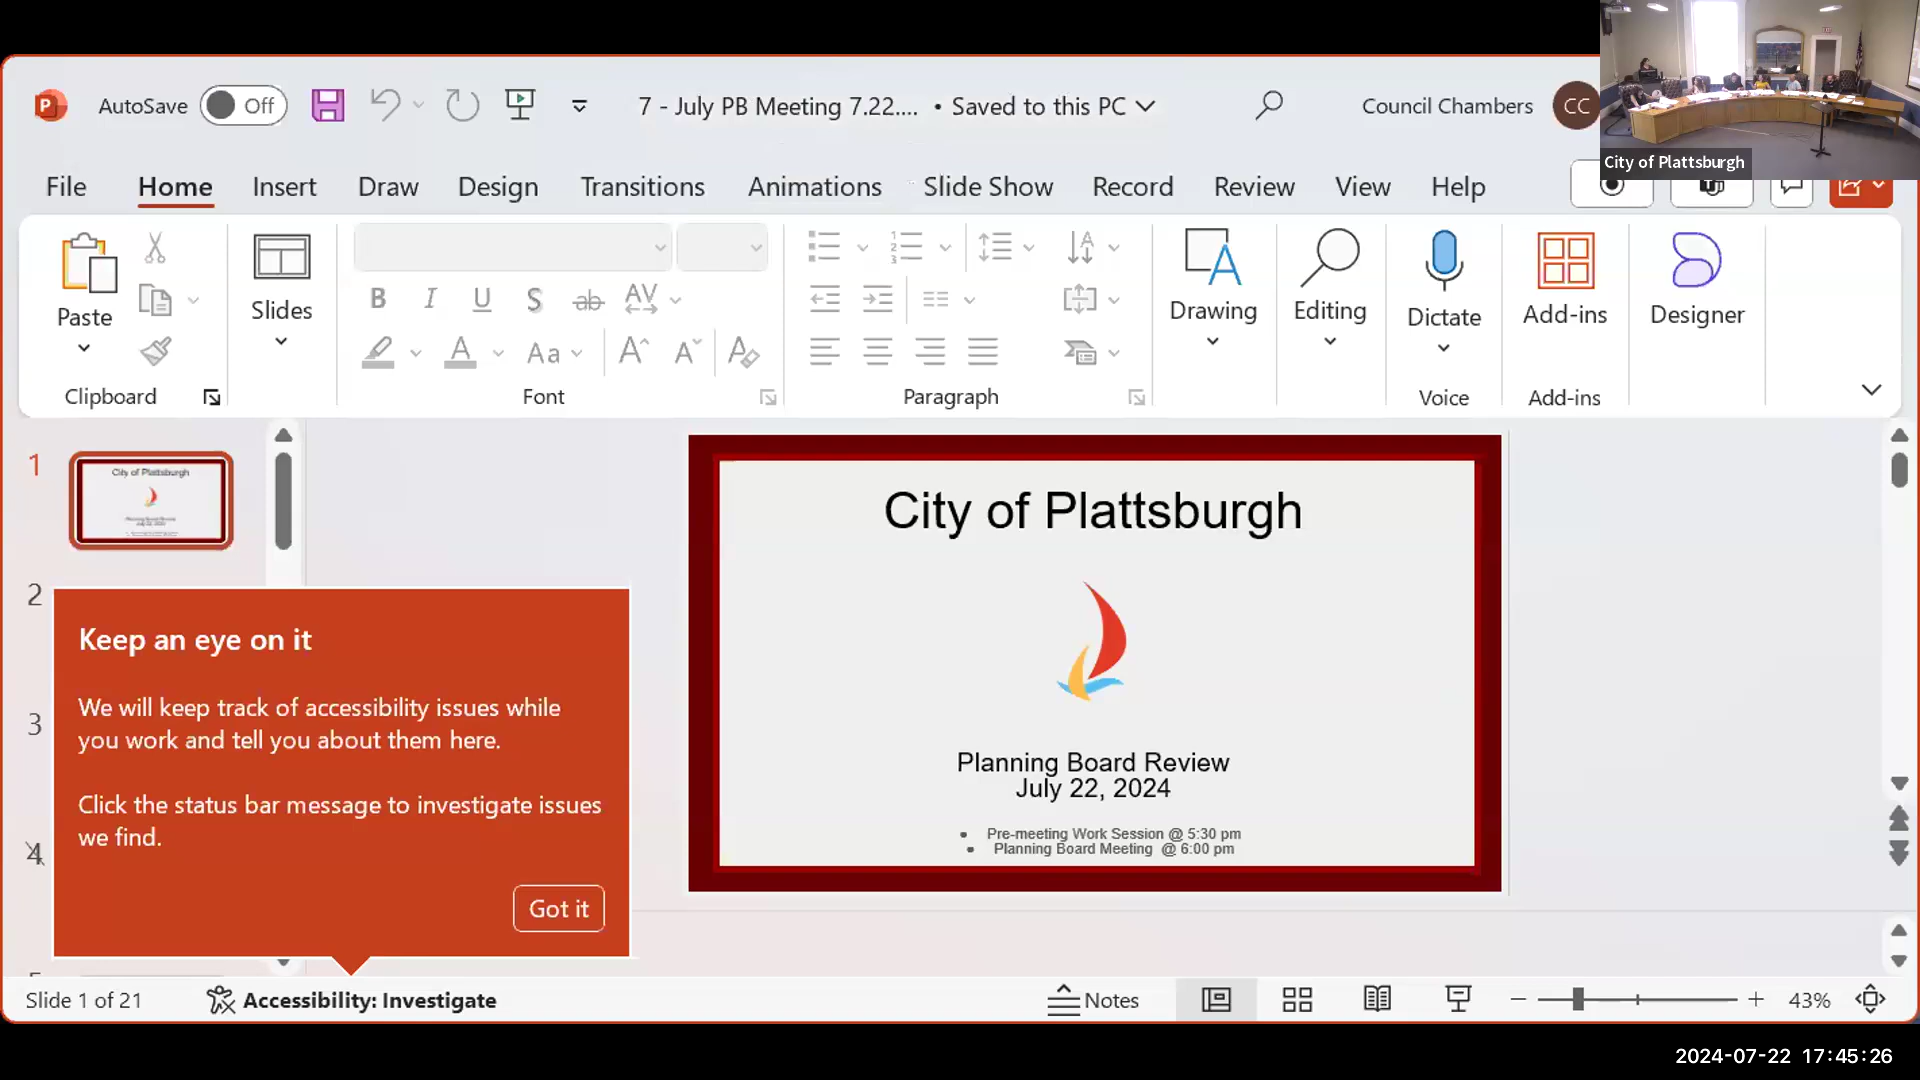 AutoSave Off 7 - July PB Meeting 7.22.... • Saved to this PC Council Chambers CC
City of Plattsburgh
File Home Insert Draw Design Transitions Animations Slide Show Record Review View Help
Paste
Slides
B I U S ab AV
Aa A A
Drawing
Editing
Dictate
Add-ins
Designer
Clipboard Font Paragraph Voice Add-ins
1
City of Plattsburgh
2
3
4
Keep an eye on it
We will keep track of accessibility issues while
you work and tell you about them here.
Click the status bar message to investigate issues
we find.
Got it
City of Plattsburgh
Planning Board Review
July 22, 2024
• Pre-meeting Work Session @ 5:30 pm
• Planning Board Meeting @ 6:00 pm
Slide 1 of 21 Accessibility: Investigate Notes 43%
2024-07-22 17:45:26